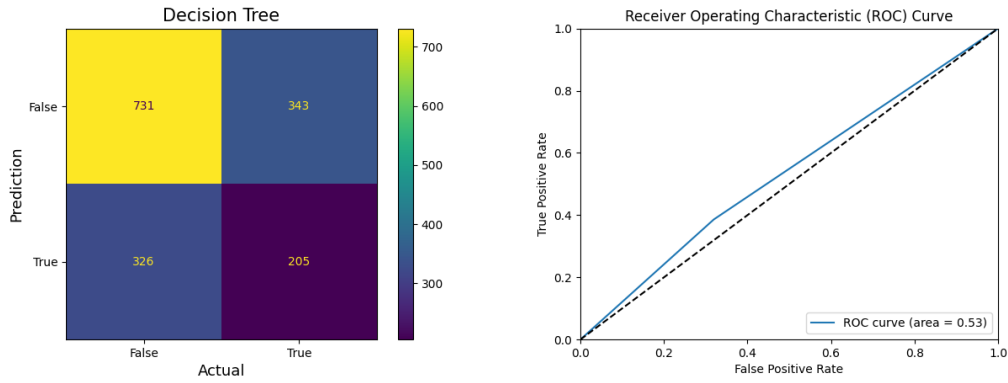 Decision Tree
Prediction
False
True
731
343
326
205
False
True
Actual
700
600
500
400
300
Receiver Operating Characteristic (ROC) Curve
True Positive Rate
1.0
0.8
0.6
0.4
0.2
0.0
0.0
0.2
0.4
0.6
0.8
1.0
False Positive Rate
ROC curve (area = 0.53)